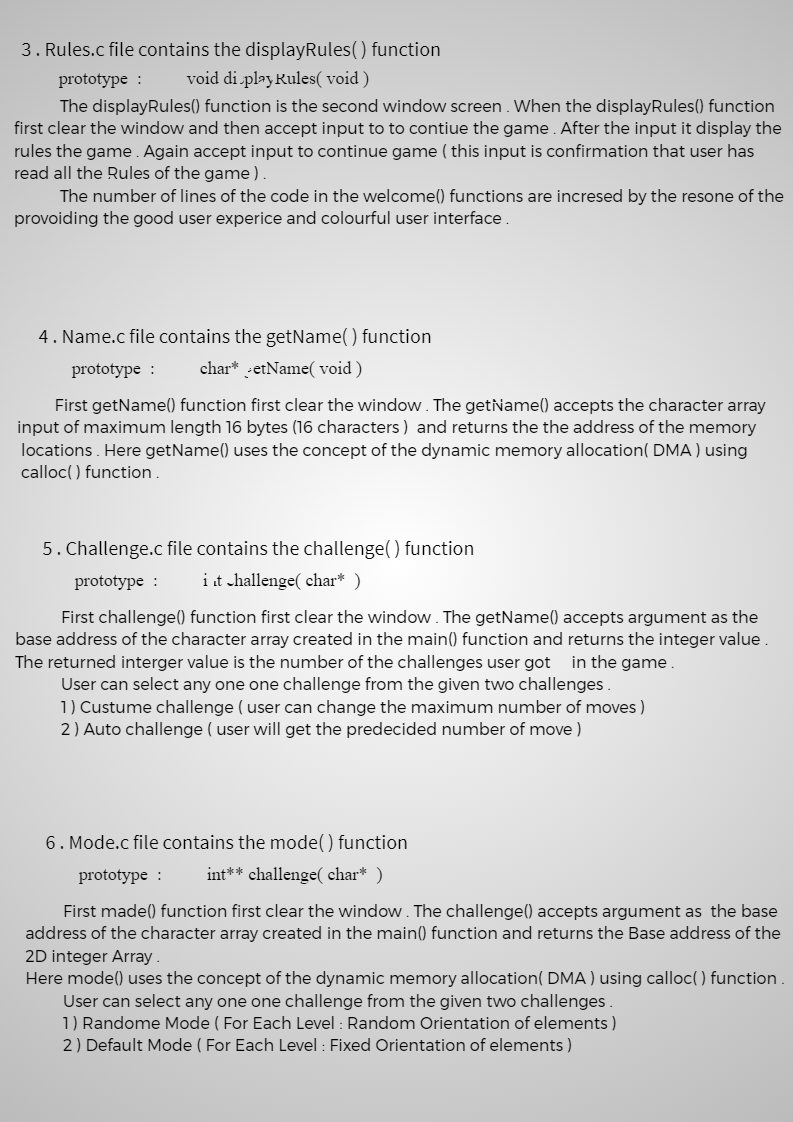 3 . Rules.c file contains the displayRules( ) function
prototype : void displayRules( void )
The displayRules() function is the second window screen . When the displayRules() function
first clear the window and then accept input to to contiue the game . After the input it display the
rules the game . Again accept input to continue game ( this input is confirmation that user has
read all the Rules of the game ) .
The number of lines of the code in the welcome() functions are incresed by the resone of the
provoiding the good user experice and colourful user interface .
4 . Name.c file contains the getName( ) function
prototype : char* getName( void )
First getName() function first clear the window . The getName() accepts the character array
input of maximum length 16 bytes (16 characters ) and returns the the address of the memory
locations . Here getName() uses the concept of the dynamic memory allocation( DMA ) using
calloc( ) function .
5 . Challenge.c file contains the challenge( ) function
prototype : int challenge( char* )
First challenge() function first clear the window . The getName() accepts argument as the
base address of the character array created in the main() function and returns the integer value .
The returned interger value is the number of the challenges user got in the game .
User can select any one one challenge from the given two challenges .
1 ) Custume challenge ( user can change the maximum number of moves )
2 ) Auto challenge ( user will get the predecided number of move )
6 . Mode.c file contains the mode( ) function
prototype : int** challenge( char* )
First made() function first clear the window . The challenge() accepts argument as the base
address of the character array created in the main() function and returns the Base address of the
2D integer Array .
Here mode() uses the concept of the dynamic memory allocation( DMA ) using calloc( ) function .
User can select any one one challenge from the given two challenges .
1 ) Randome Mode ( For Each Level : Random Orientation of elements )
2 ) Default Mode ( For Each Level : Fixed Orientation of elements )